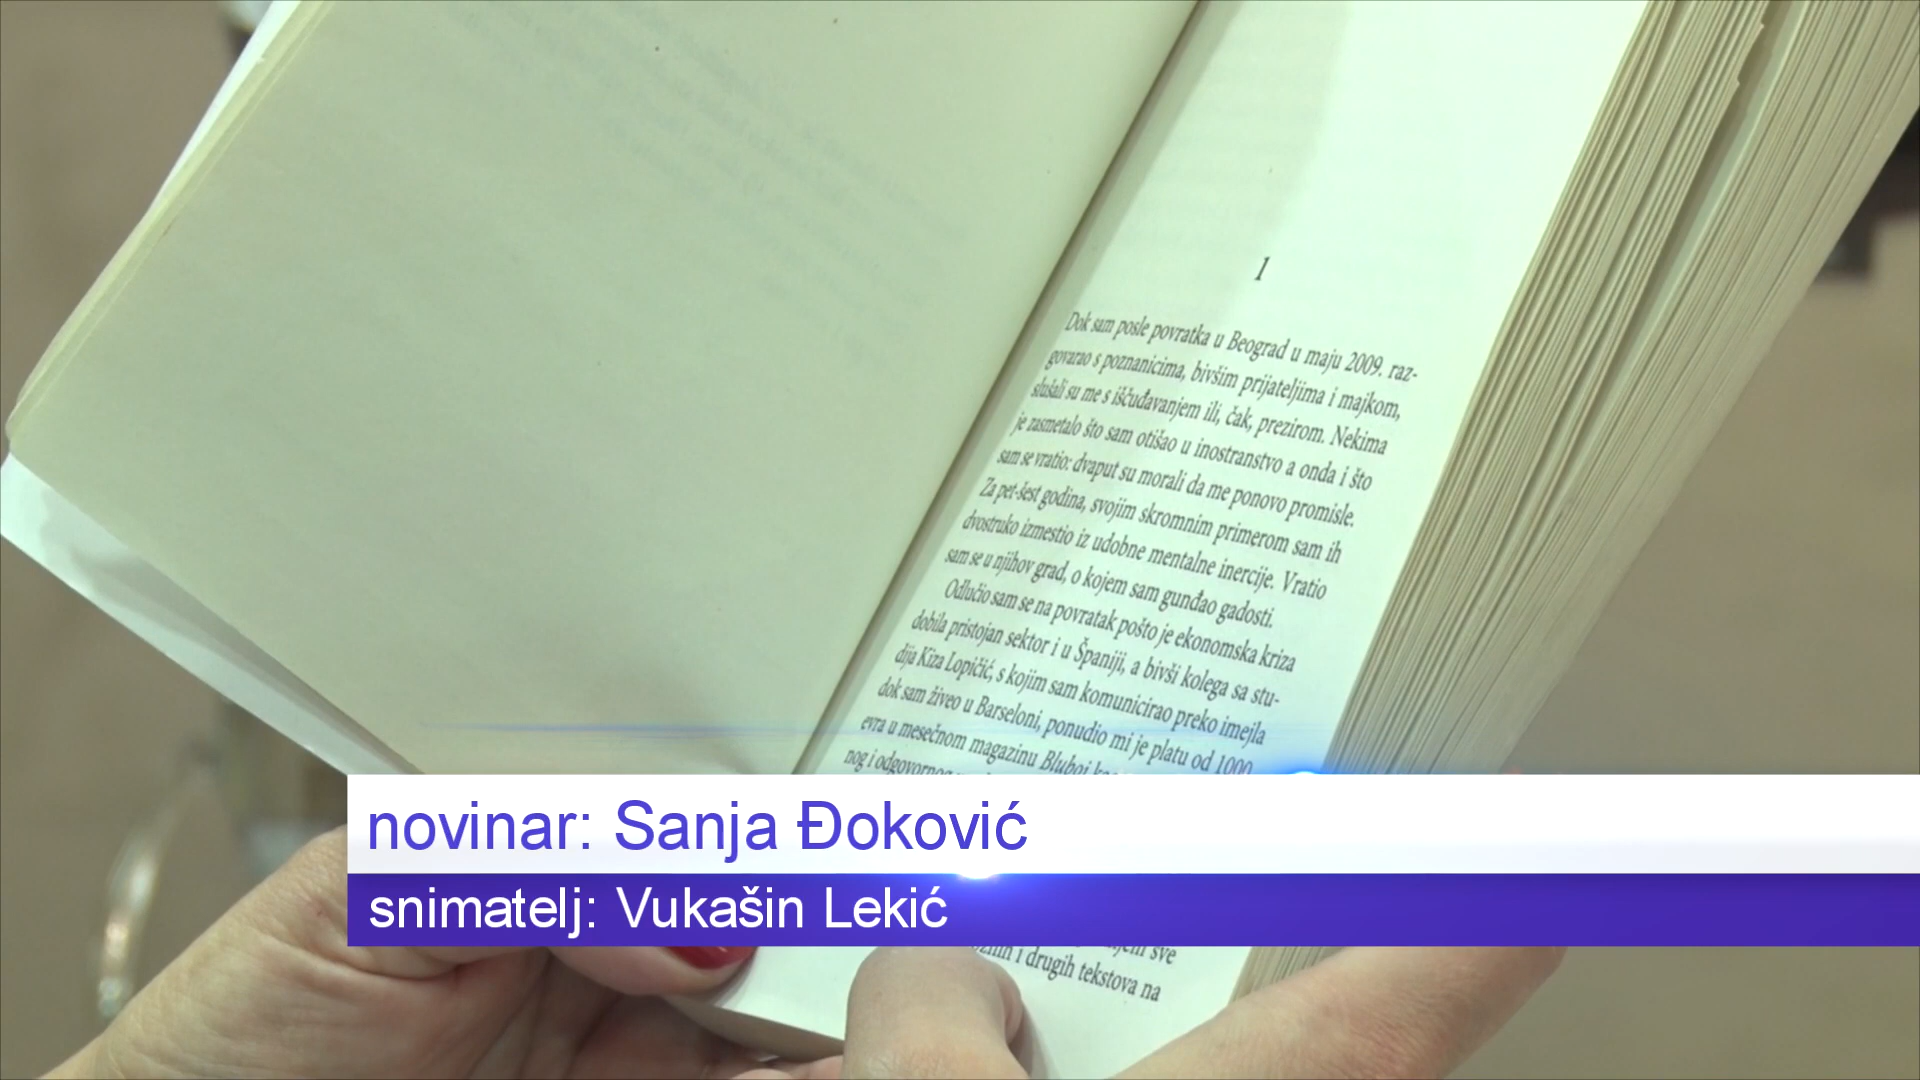 1
Dok sam posle povratka u Beograd u maju 2009. raz-
govarao s poznanicima, bivšim prijateljima i majkom,
slušali su me s iščuđavanjem ili, čak, prezirom. Nekima
je zasmetalo što sam otišao u inostranstvo a onda i što
sam se vratio: dvaput su morali da me ponovo promisle.
Za pet-šest godina, svojim skromnim primerom sam ih
dvostruko izmestio iz udobne mentalne inercije. Vratio
sam se u njihov grad, o kojem sam gunđao gadosti.
Odlučio sam se na povratak pošto je ekonomska kriza
dobila pristojan sektor i u Španiji, a bivši kolega sa stu-
dija Kiza Lopičić, s kojim sam komunicirao preko imejla
dok sam živeo u Barseloni, ponudio mi je platu od 1000
evra u mesečnom magazinu Bluboj
nog i odgovornog
novinar: Sanja Đoković
snimatelj: Vukašin Lekić
sve
i drugih tekstova na